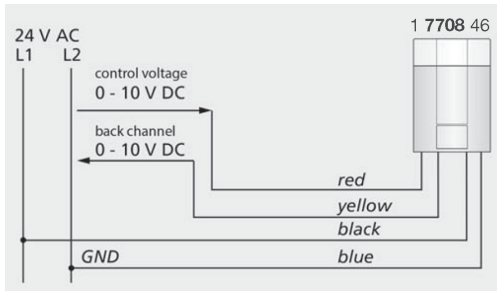 1 7708 46
24 V AC
L1 L2
control voltage
0 - 10 V DC
back channel
0 - 10 V DC
red
yellow
black
GND blue